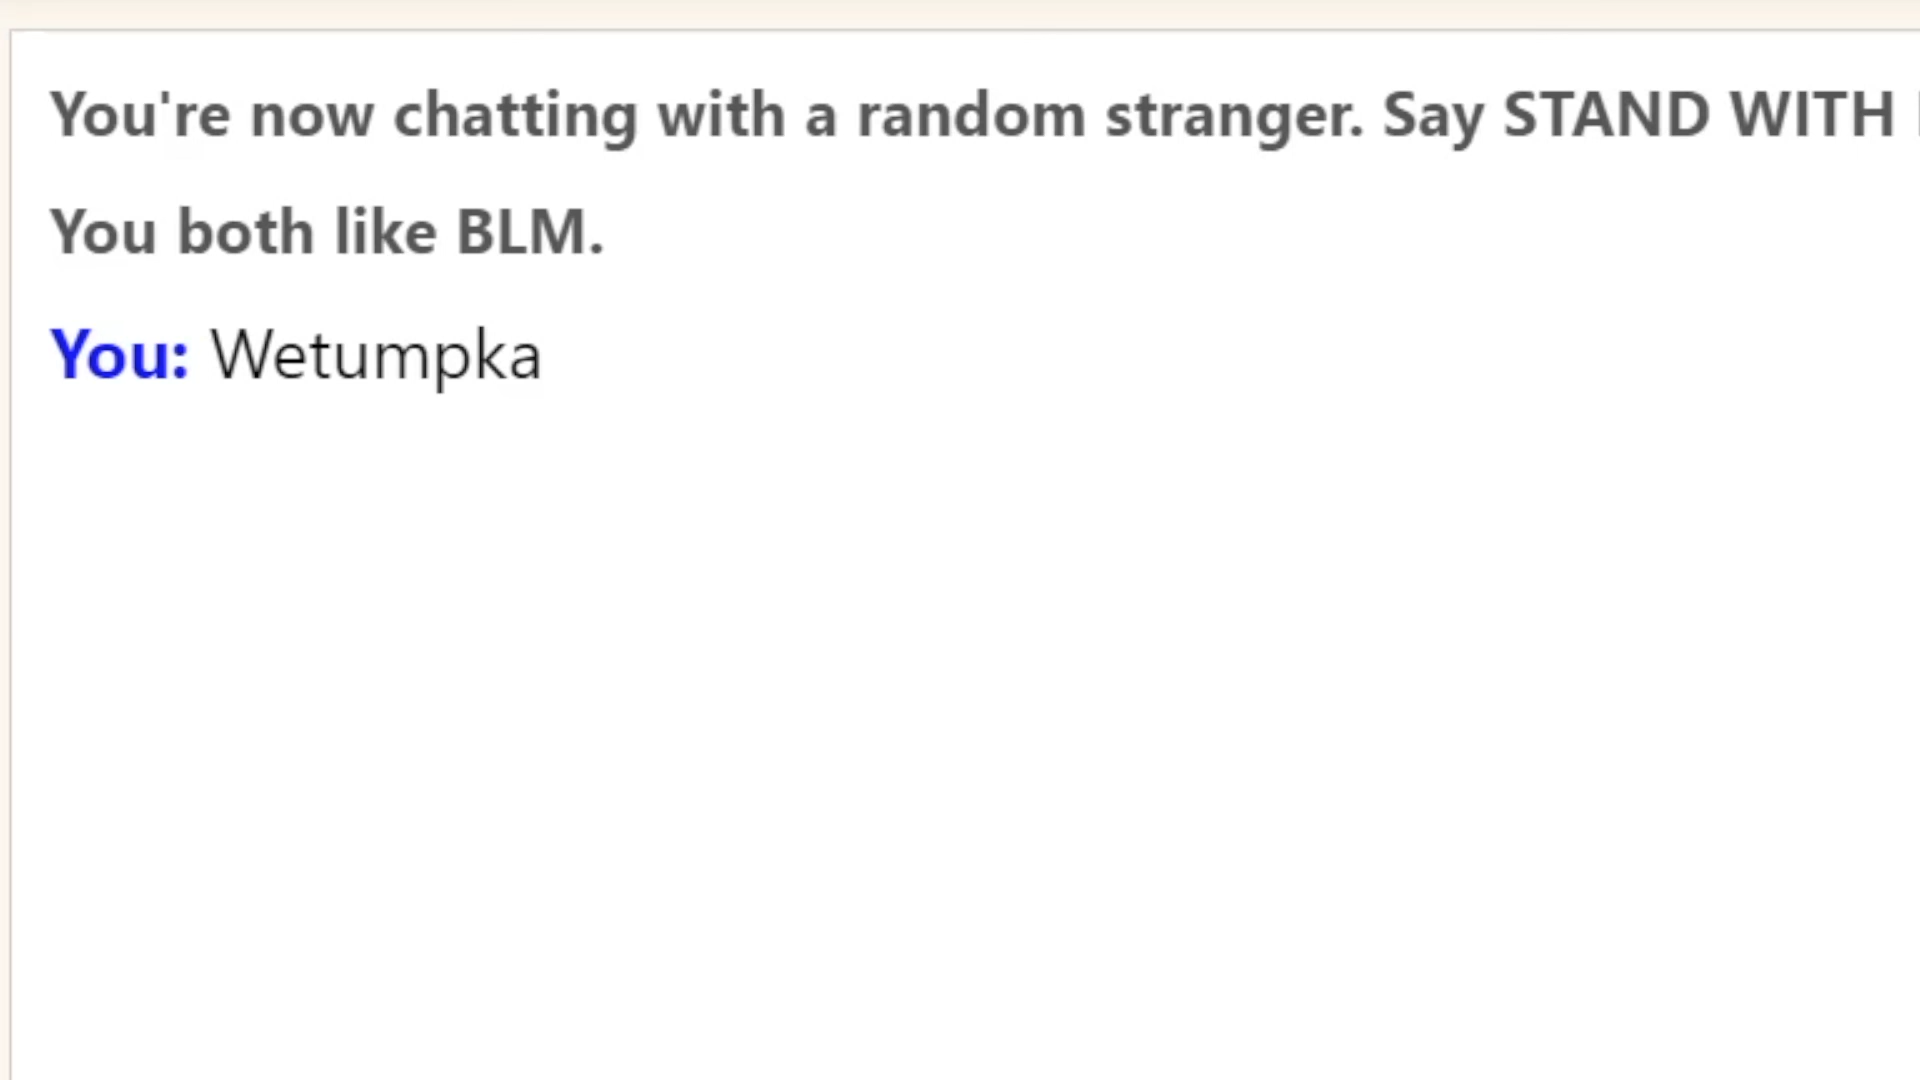 You're now chatting with a random stranger. Say STAND WITH
You both like BLM.
You: Wetumpka